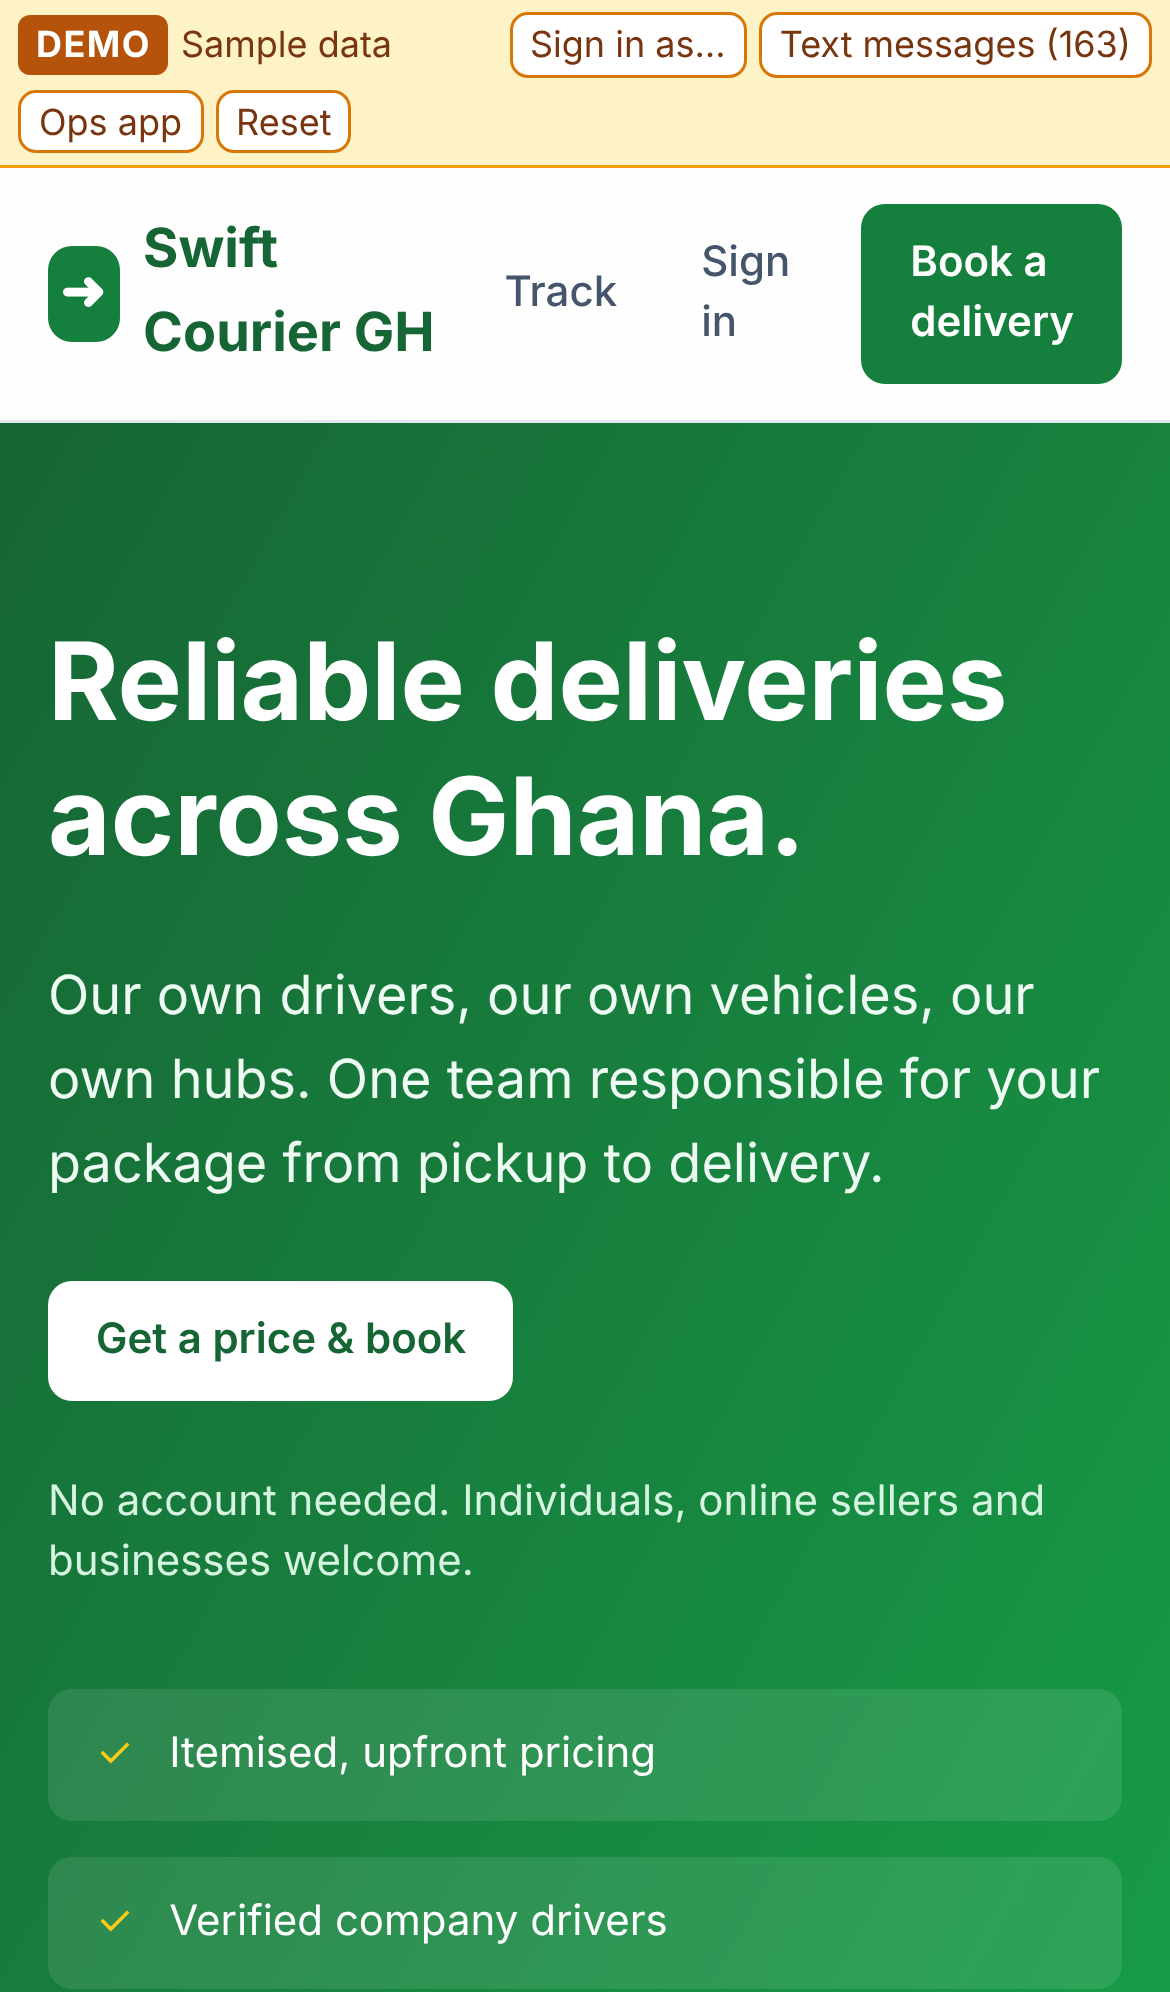 DEMO Sample data Sign in as... Text messages (163)
Ops app Reset
Swift
Courier GH
Track
Sign
in
Book a
delivery
Reliable deliveries
across Ghana.
Our own drivers, our own vehicles, our
own hubs. One team responsible for your
package from pickup to delivery.
Get a price & book
No account needed. Individuals, online sellers and
businesses welcome.
Itemised, upfront pricing
Verified company drivers